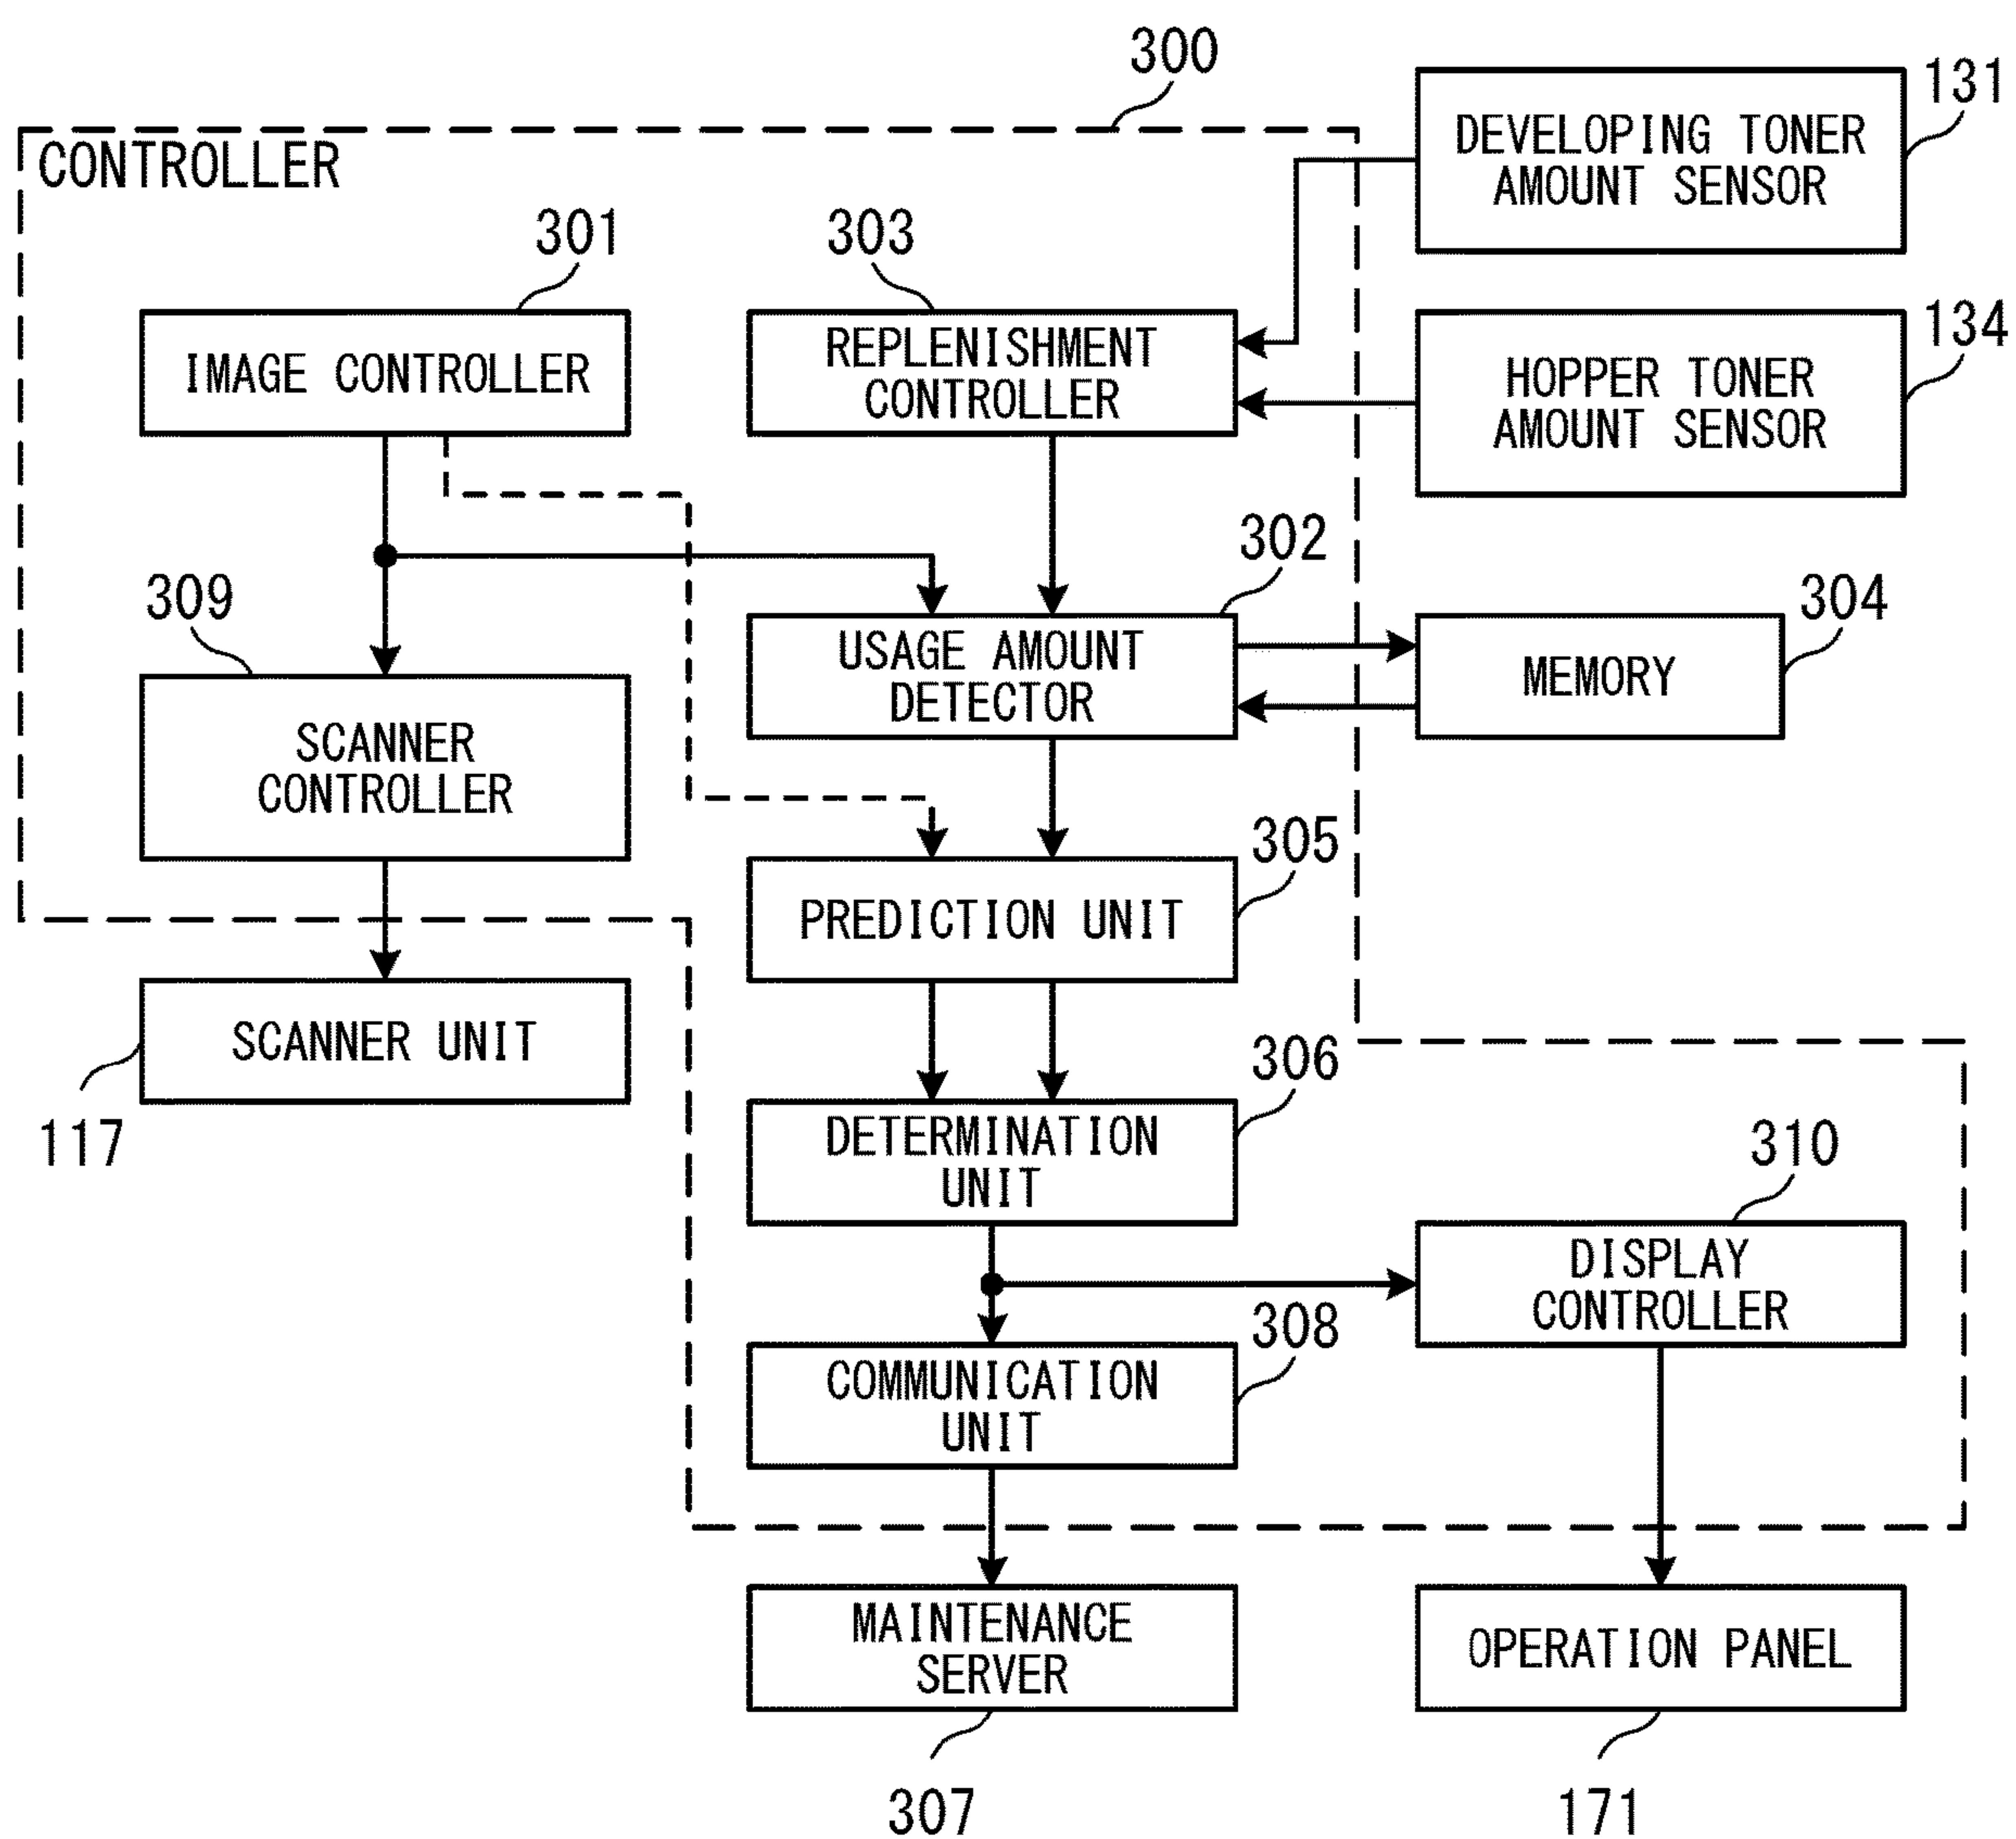 300
131
DEVELOPING TONER
AMOUNT SENSOR
CONTROLLER
301
303
134
IMAGE CONTROLLER
REPLENISHMENT
CONTROLLER
HOPPER TONER
AMOUNT SENSOR
302
309
304
USAGE AMOUNT
DETECTOR
MEMORY
SCANNER
CONTROLLER
305
PREDICTION UNIT
SCANNER UNIT
306
117
DETERMINATION
UNIT
310
DISPLAY
CONTROLLER
308
COMMUNICATION
UNIT
MAINTENANCE
SERVER
OPERATION PANEL
307
171